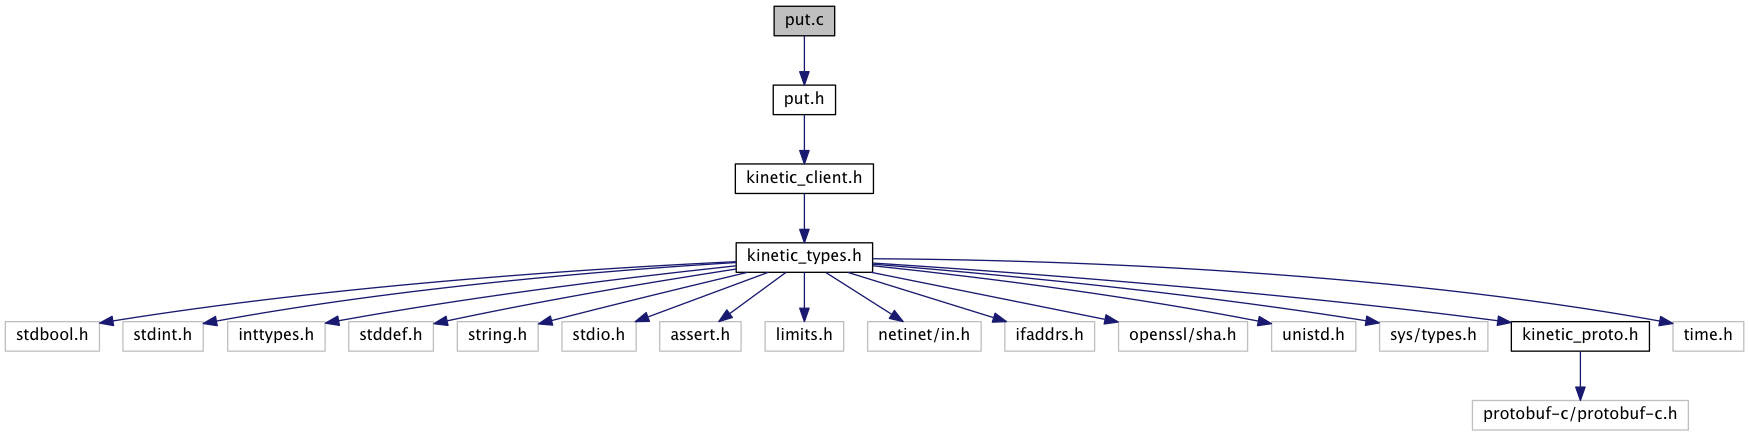 put.c
put.h
kinetic_client.h
kinetic_types.h
stdbool.h
stdint.h
inttypes.h
stddef.h
string.h
stdio.h
assert.h
limits.h
netinet/in.h
ifaddrs.h
openssl/sha.h
unistd.h
sys/types.h
kinetic_proto.h
time.h
protobuf-c/protobuf-c.h